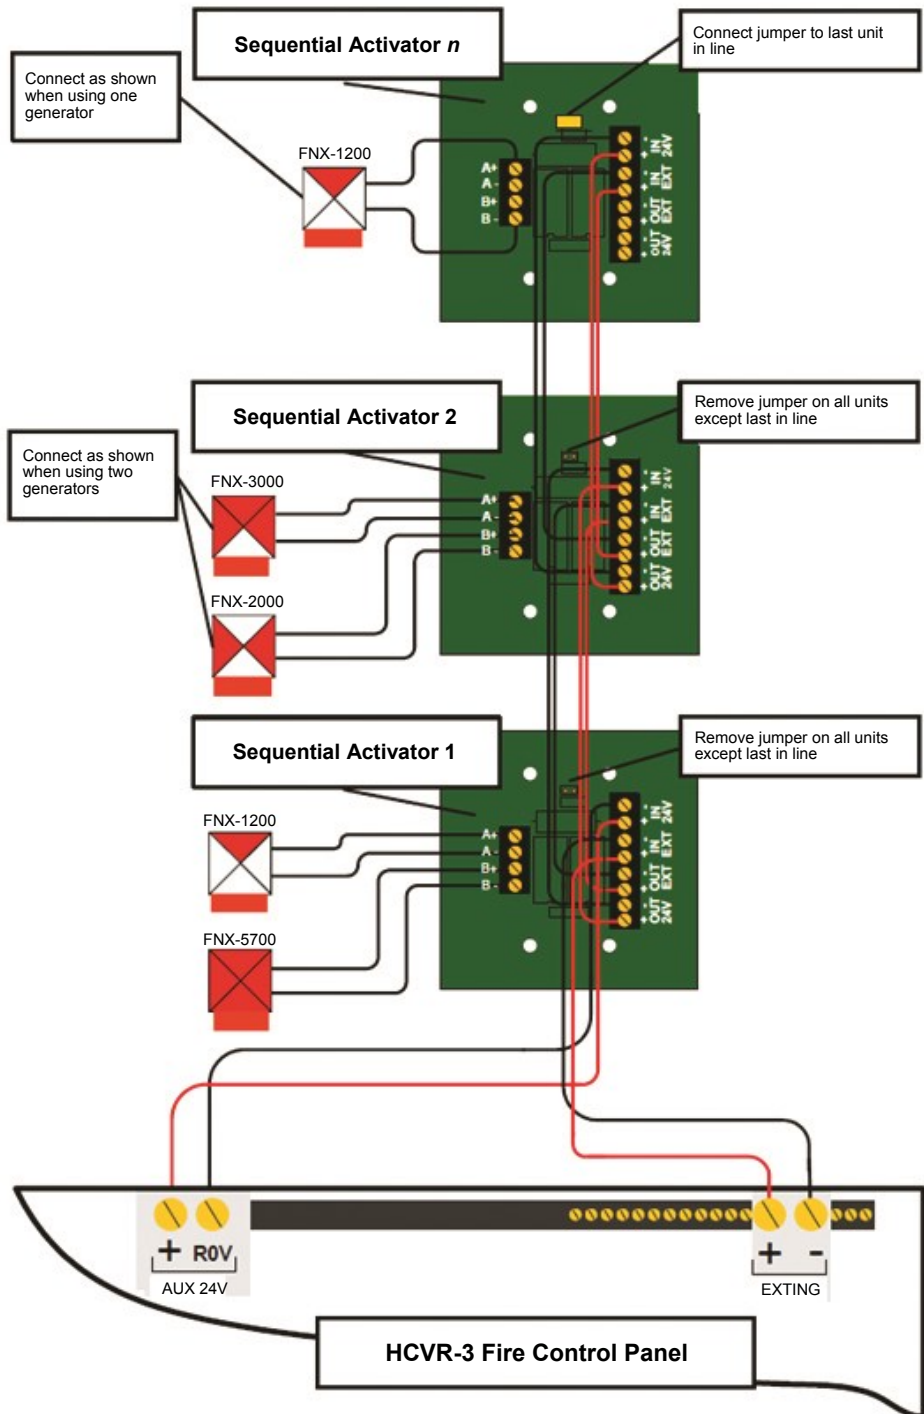 Sequential Activator n
Connect jumper to last unit
in line
Connect as shown
when using one
generator
FNX-1200
A+
A -
B+
B -
- IN 24V +
- IN EXT +
- OUT EXT +
- OUT 24V +
Sequential Activator 2
Remove jumper on all units
except last in line
Connect as shown
when using two
generators
FNX-3000
FNX-2000
A+
A -
B+
B -
- IN 24V +
- IN EXT +
- OUT EXT +
- OUT 24V +
Sequential Activator 1
Remove jumper on all units
except last in line
FNX-1200
FNX-5700
A+
A -
B+
B -
- IN 24V +
- IN EXT +
- OUT EXT +
- OUT 24V +
+ R0V
AUX 24V
+ -
EXTING
HCVR-3 Fire Control Panel